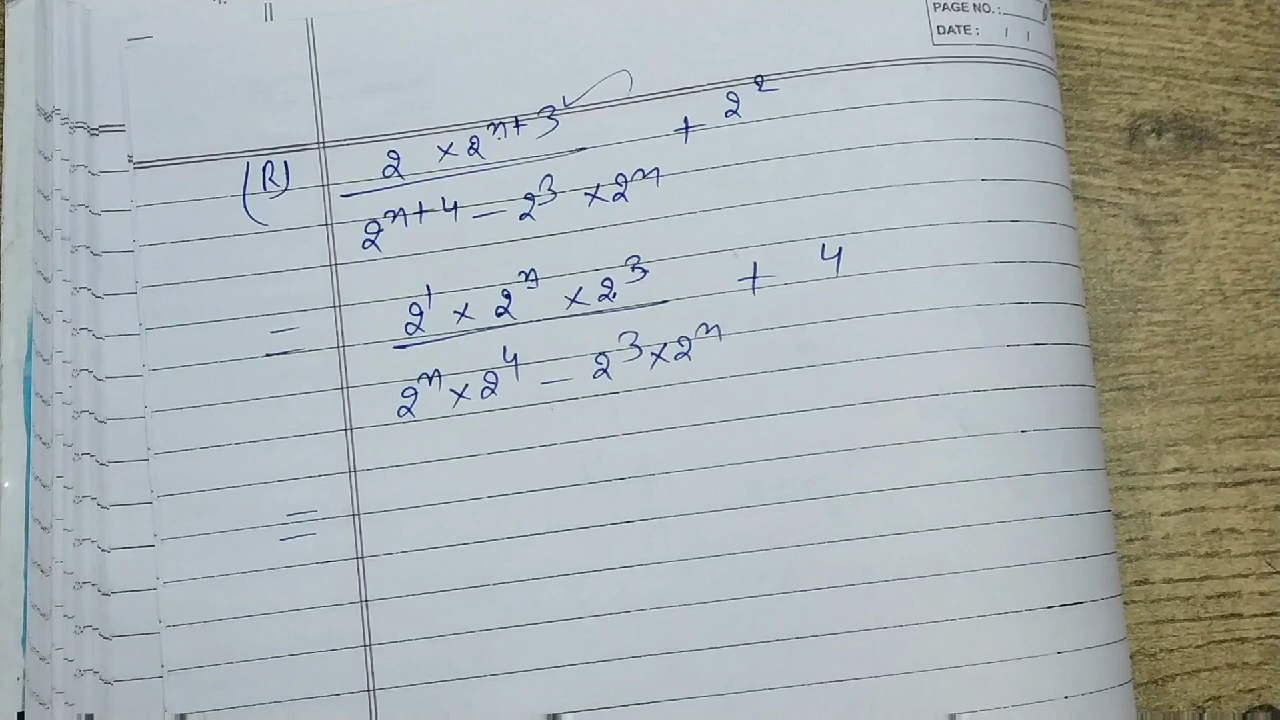 PAGE NO.:
DATE: / /
(R) 2 × 2^{n+3} / 2^{n+4} - 2^3 × 2^n + 2^2
= 2^1 × 2^n × 2^3 / 2^n × 2^4 - 2^3 × 2^n + 4
=